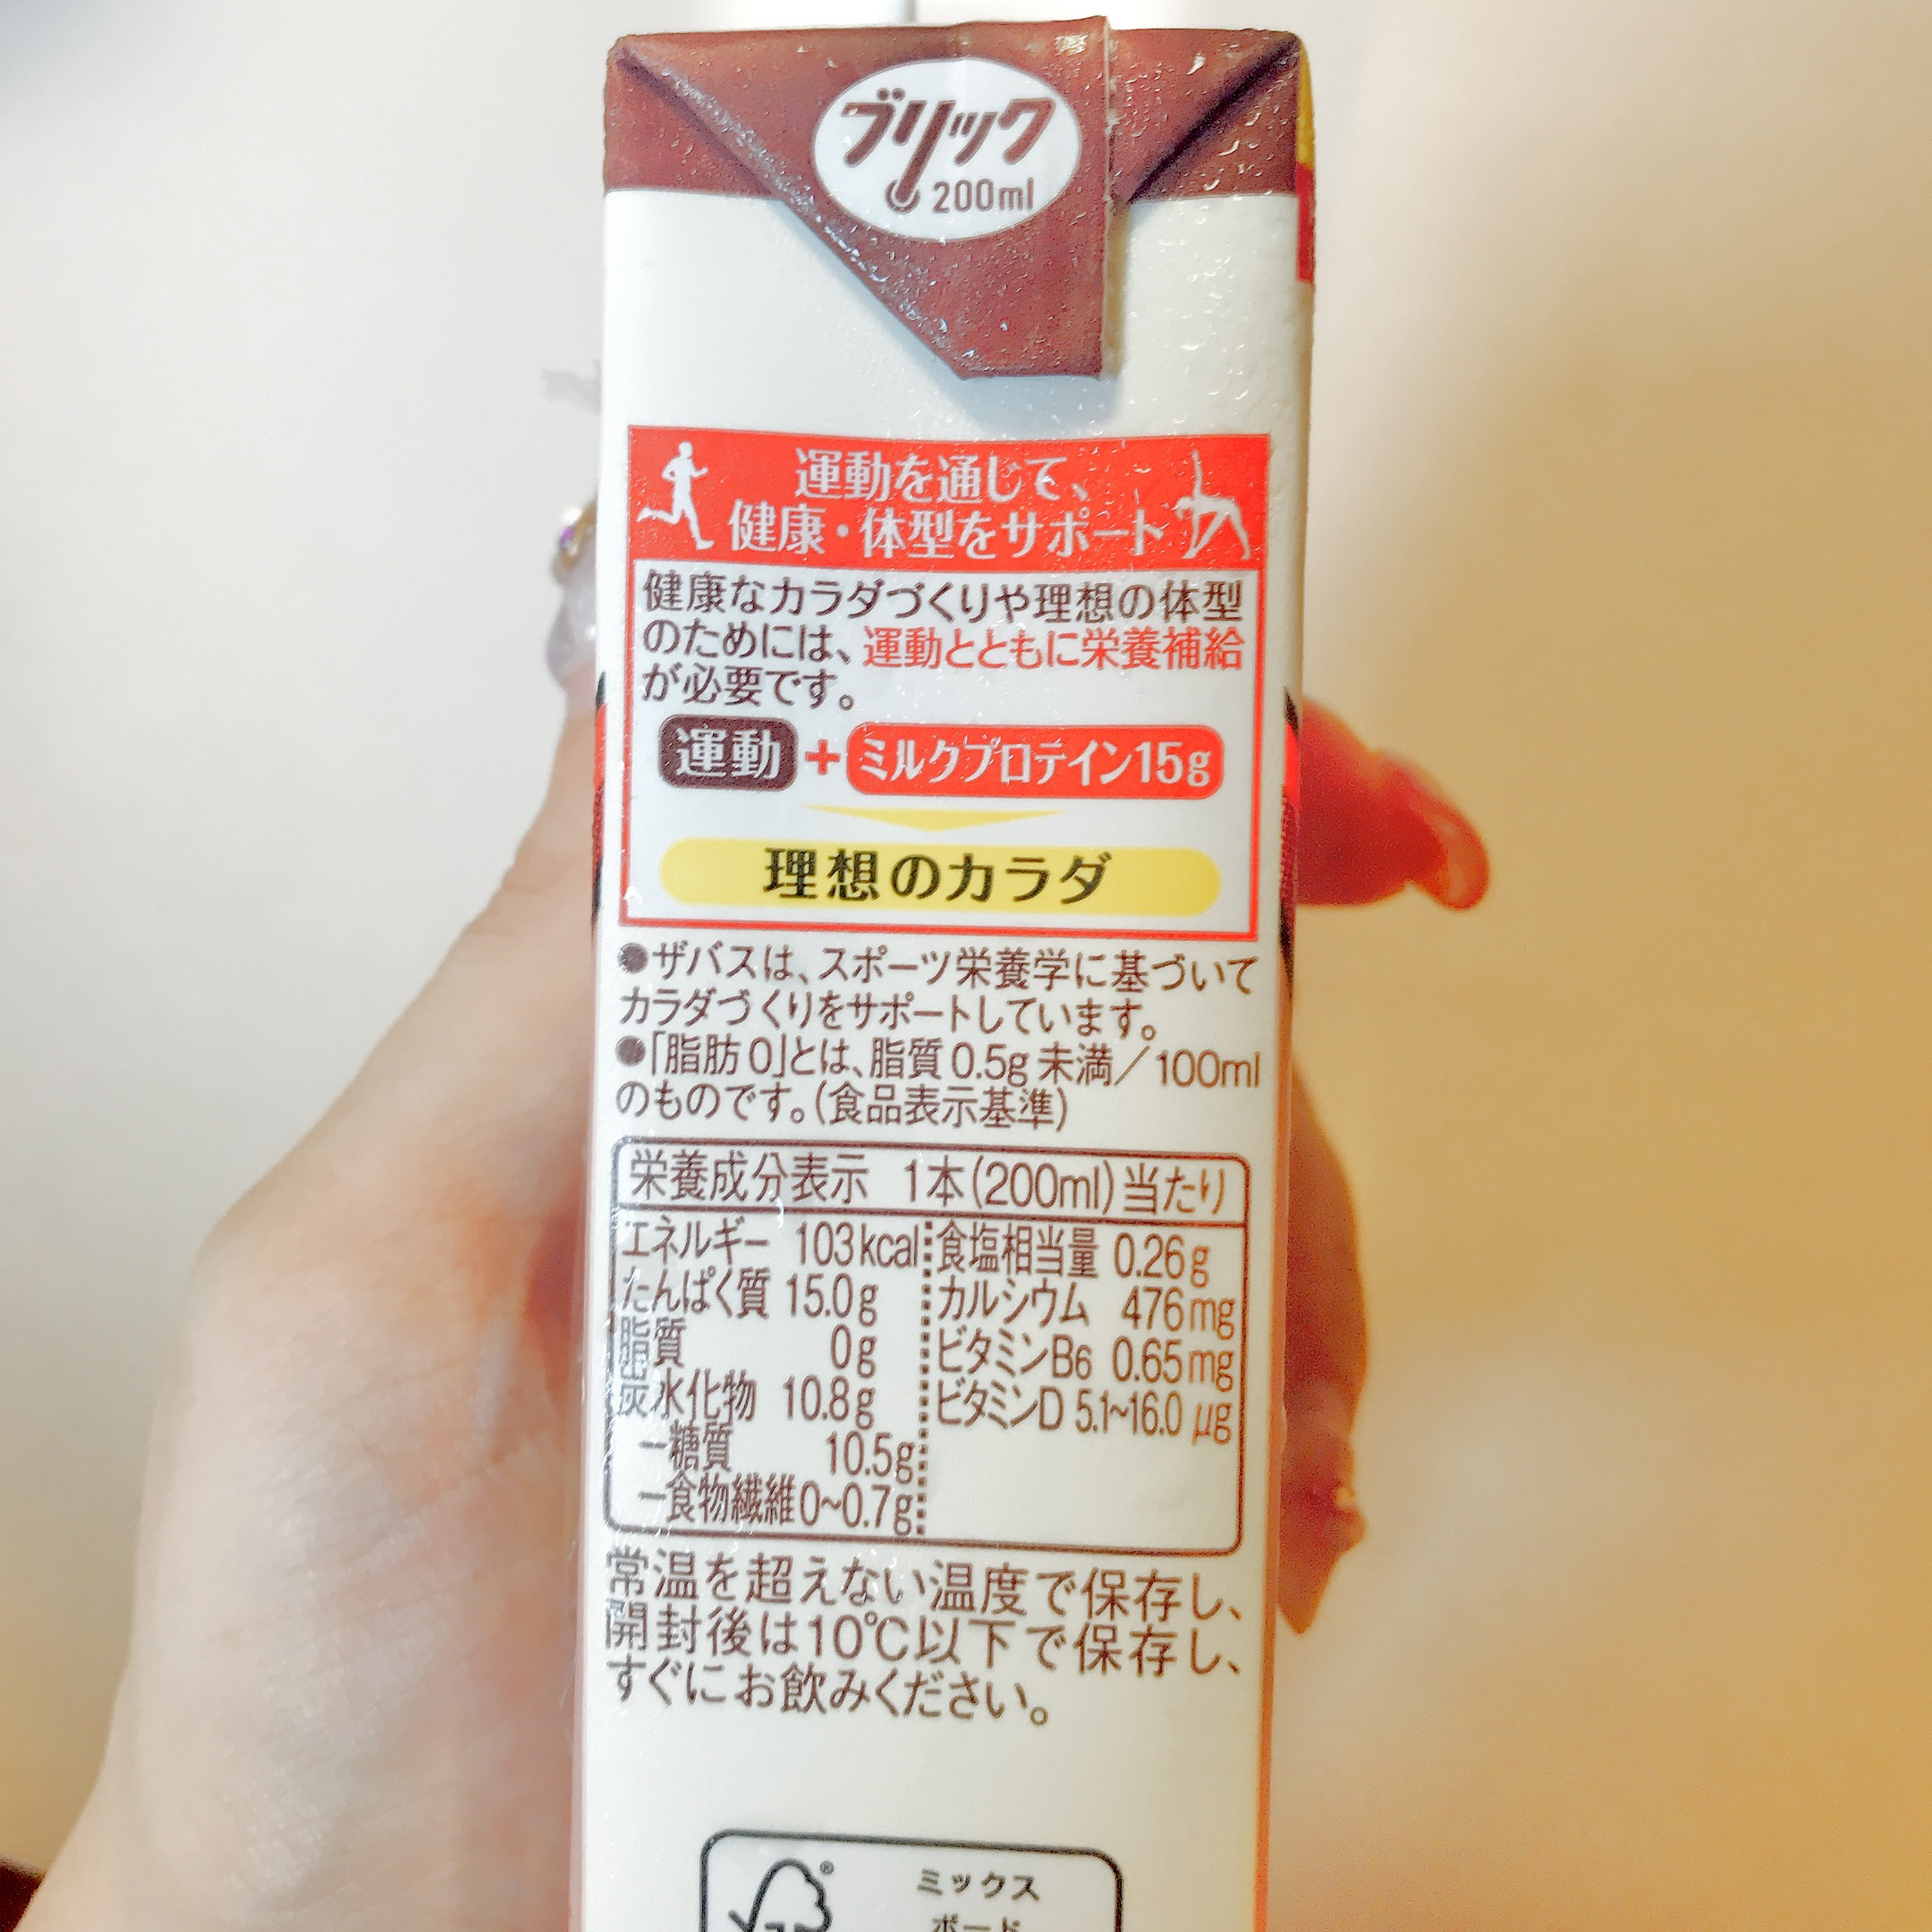 ブリック
200ml
運動を通じて、
健康・体型をサポート
健康なカラダづくりや理想の体型
のためには、運動とともに栄養補給
が必要です。
運動+ミルクプロテイン15g
理想のカラダ
●ザバスは、スポーツ栄養学に基づいて
カラダづくりをサポートしています。
●「脂肪0」とは、脂質0.5g未満／100ml
のものです。(食品表示基準)
栄養成分表示 1本(200ml)当たり
エネルギー 103kcal
たんぱく質 15.0g
脂質 0g
炭水化物 10.8g
－糖質 10.5g
－食物繊維0~0.7g
食塩相当量 0.26g
カルシウム 476mg
ビタミンB6 0.65mg
ビタミンD 5.1~16.0μg
常温を超えない温度で保存し、
開封後は10℃以下で保存し、
すぐにお飲みください。
®
ミックス
ボード